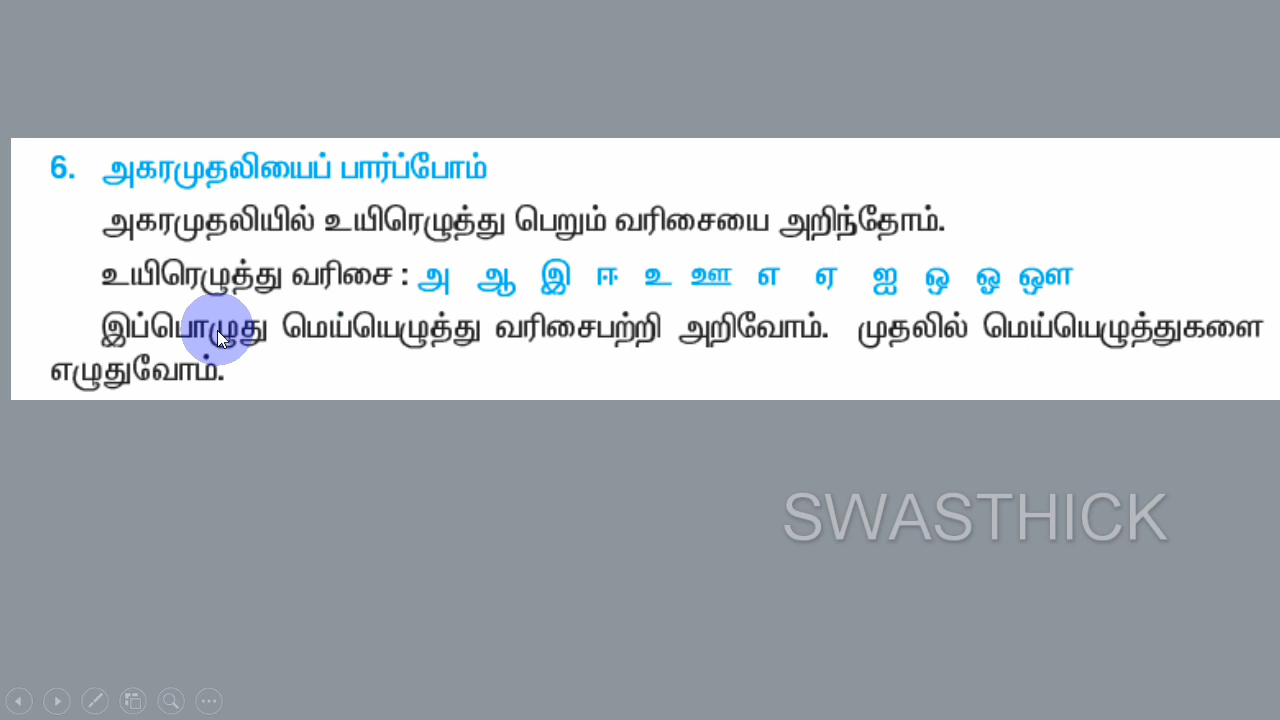 6. அகரமுதலியைப் பார்ப்போம்
அகரமுதலியில் உயிரெழுத்து பெறும் வரிசையை அறிந்தோம்.
உயிரெழுத்து வரிசை : அ ஆ இ ஈ உ ஊ எ ஏ ஐ ஒ ஓ ஔ
இப்பொழுது மெய்யெழுத்து வரிசைபற்றி அறிவோம். முதலில் மெய்யெழுத்துகளை
எழுதுவோம்.
SWASTHICK